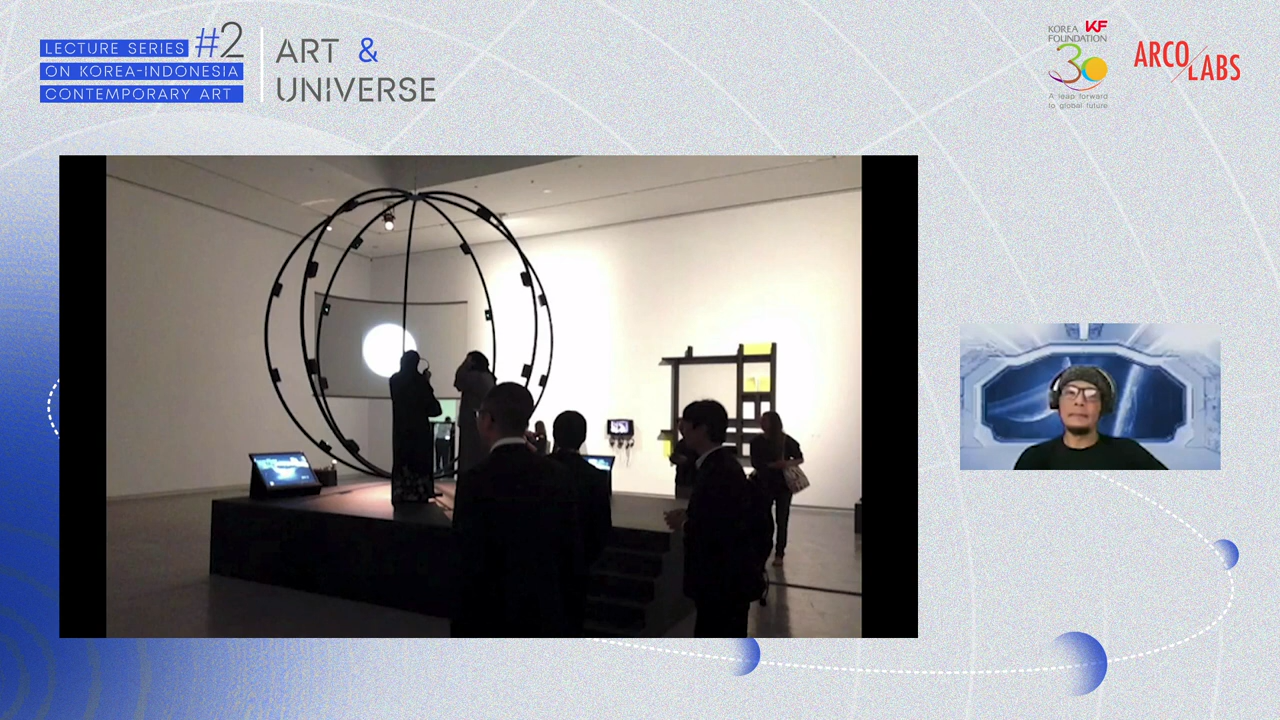 LECTURE SERIES #2
ON KOREA-INDONESIA
CONTEMPORARY ART
ART &
UNIVERSE
KOREA KF
FOUNDATION
30
A leap forward
to global future
ARCO
LABS